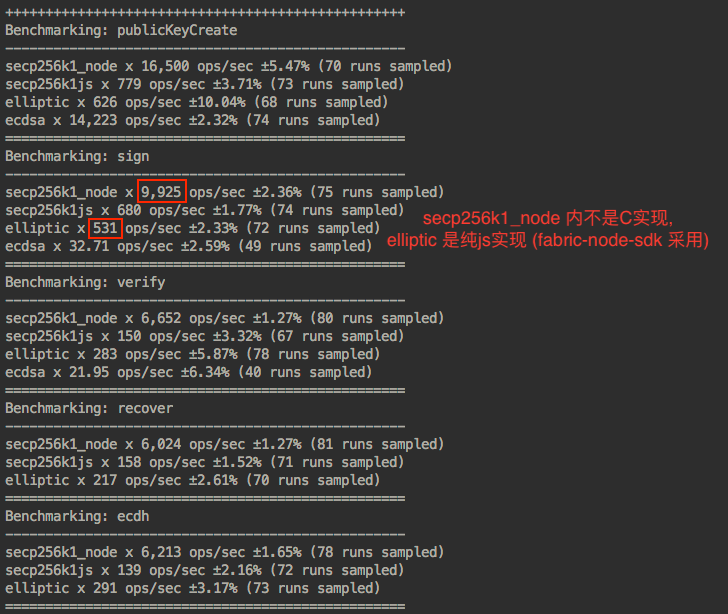 ++++++++++++++++++++++++++++++++++++++++++++++++++
Benchmarking: publicKeyCreate
--------------------------------------------------
secp256k1_node x 16,500 ops/sec ±5.47% (70 runs sampled)
secp256k1js x 779 ops/sec ±3.71% (73 runs sampled)
elliptic x 626 ops/sec ±10.04% (68 runs sampled)
ecdsa x 14,223 ops/sec ±2.32% (74 runs sampled)
==================================================
Benchmarking: sign
--------------------------------------------------
secp256k1_node x 9,925 ops/sec ±2.36% (75 runs sampled)
secp256k1js x 680 ops/sec ±1.77% (74 runs sampled)
elliptic x 531 ops/sec ±2.33% (72 runs sampled)
ecdsa x 32.71 ops/sec ±2.59% (49 runs sampled)
secp256k1_node 内不是C实现,
elliptic 是纯js实现 (fabric-node-sdk 采用)
==================================================
Benchmarking: verify
--------------------------------------------------
secp256k1_node x 6,652 ops/sec ±1.27% (80 runs sampled)
secp256k1js x 150 ops/sec ±3.32% (67 runs sampled)
elliptic x 283 ops/sec ±5.87% (78 runs sampled)
ecdsa x 21.95 ops/sec ±6.34% (40 runs sampled)
==================================================
Benchmarking: recover
--------------------------------------------------
secp256k1_node x 6,024 ops/sec ±1.27% (81 runs sampled)
secp256k1js x 158 ops/sec ±1.52% (71 runs sampled)
elliptic x 217 ops/sec ±2.61% (70 runs sampled)
==================================================
Benchmarking: ecdh
--------------------------------------------------
secp256k1_node x 6,213 ops/sec ±1.65% (78 runs sampled)
secp256k1js x 139 ops/sec ±2.16% (72 runs sampled)
elliptic x 291 ops/sec ±3.17% (73 runs sampled)
==================================================